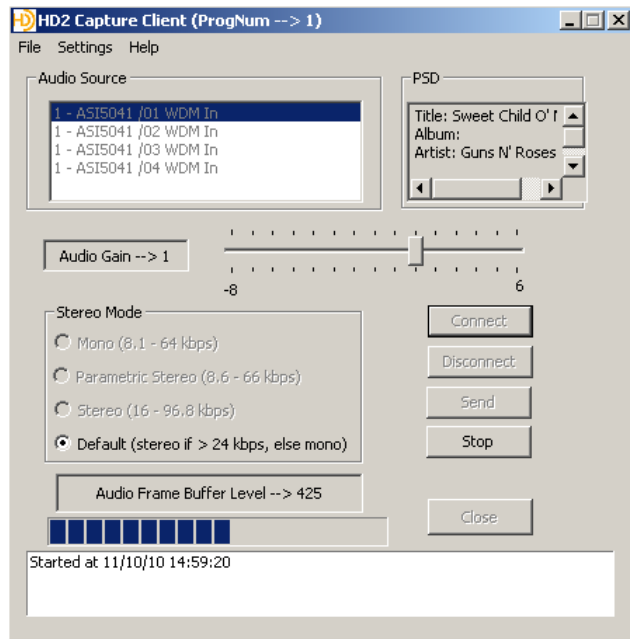 HD HD2 Capture Client (ProgNum --> 1)
File Settings Help
Audio Source
1 - ASI5041 /01 WDM In
1 - ASI5041 /02 WDM In
1 - ASI5041 /03 WDM In
1 - ASI5041 /04 WDM In
PSD
Title: Sweet Child O'
Album:
Artist: Guns N' Roses
Audio Gain --> 1
-8
6
Stereo Mode
Mono (8.1 - 64 kbps)
Parametric Stereo (8.6 - 66 kbps)
Stereo (16 - 96.8 kbps)
Default (stereo if > 24 kbps, else mono)
Connect
Disconnect
Send
Stop
Audio Frame Buffer Level --> 425
Close
Started at 11/10/10 14:59:20